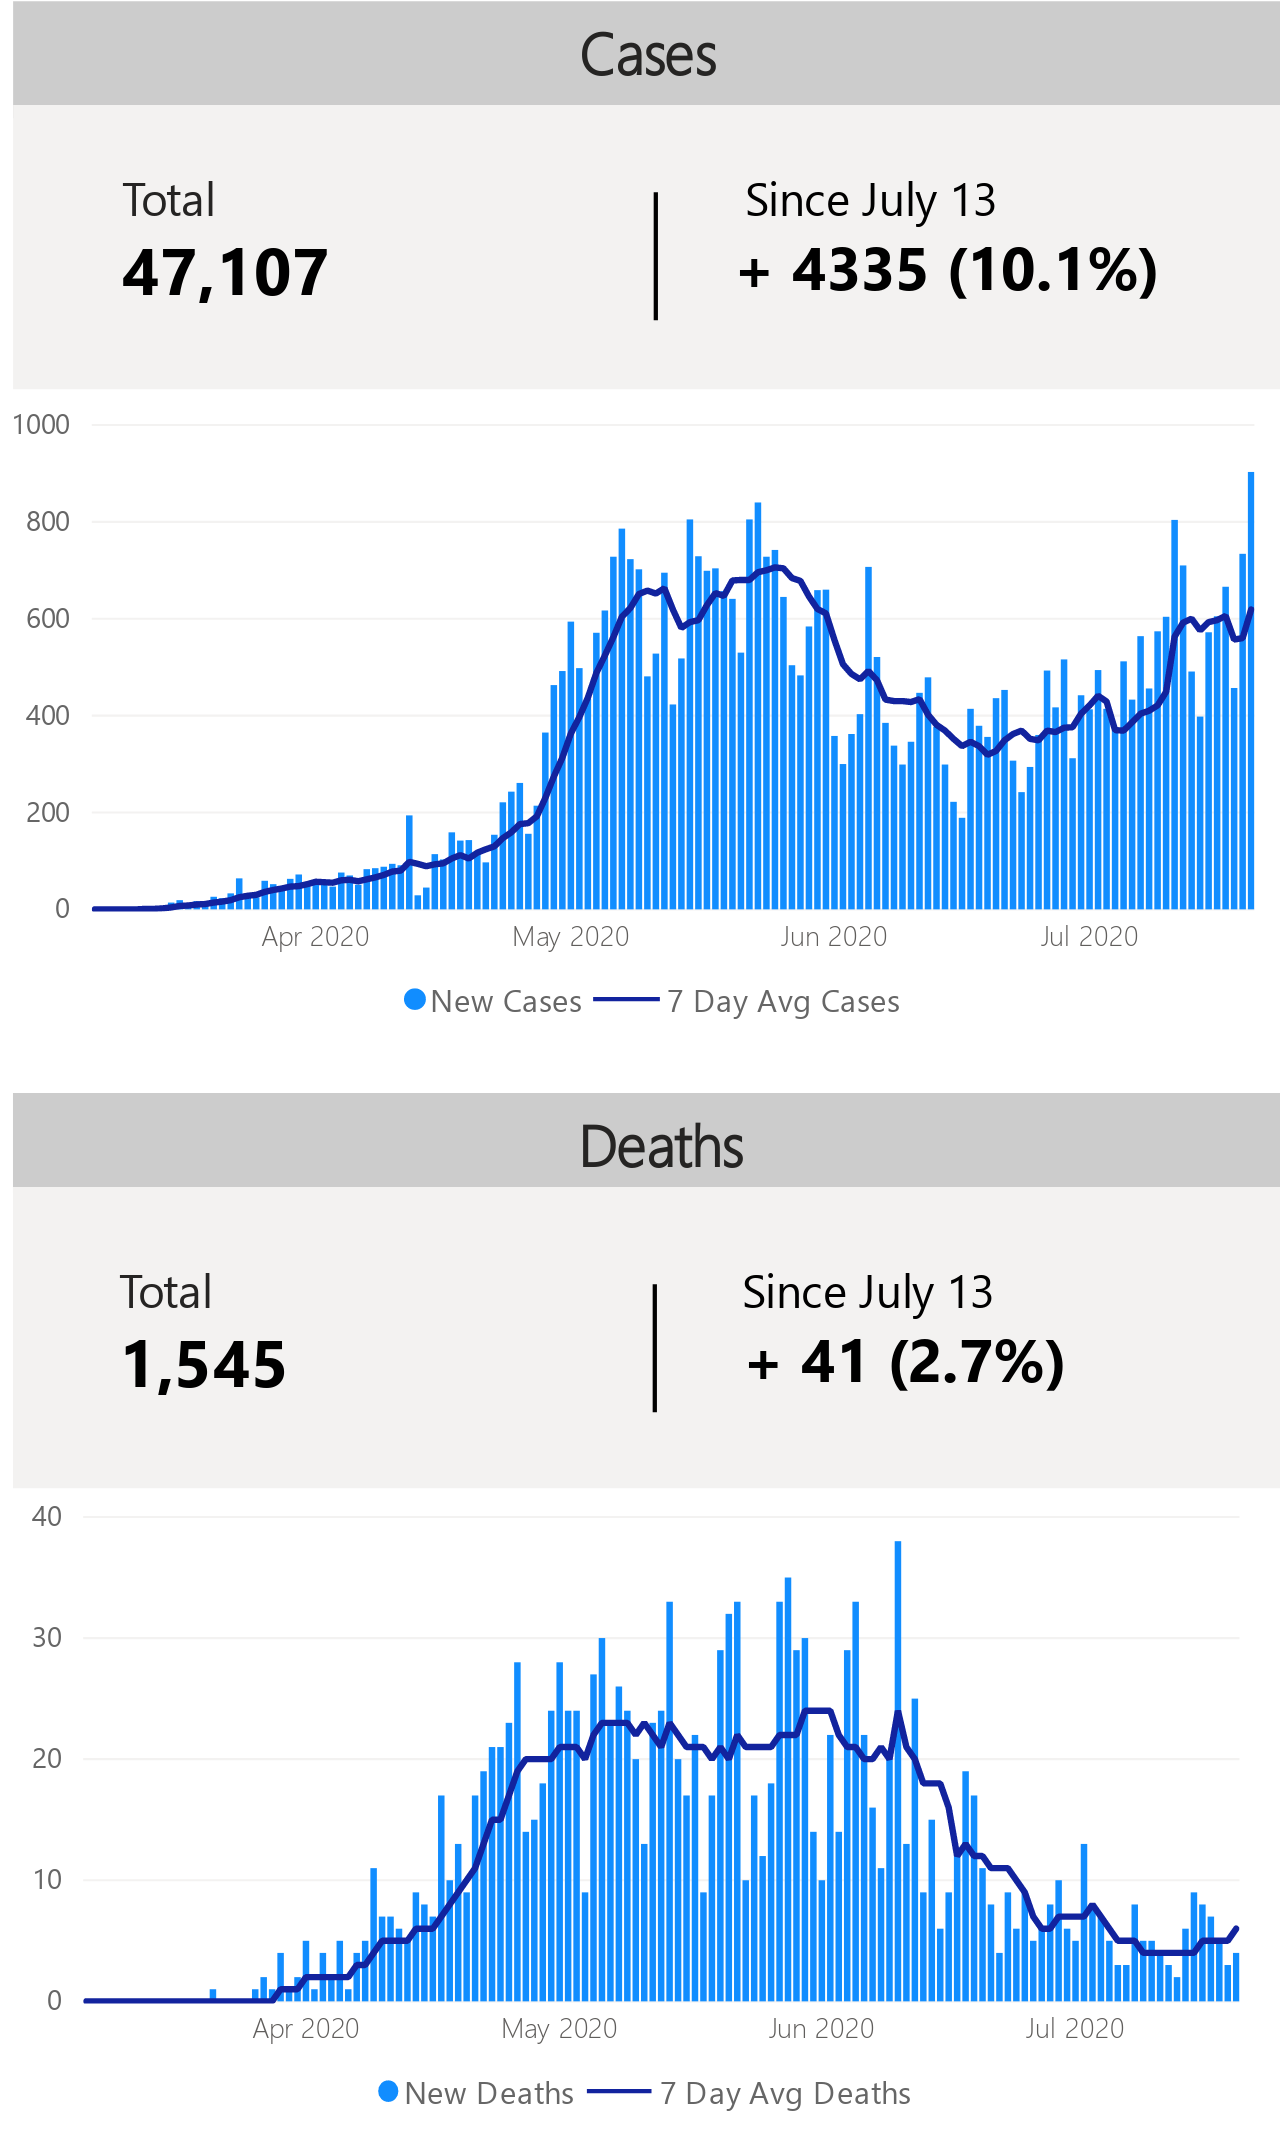 Cases
Total
Since July 13
47,107
+ 4335 (10.1%)
1000
800
600
400
200
0
Apr 2020
May 2020
Jun 2020
Jul 2020
New Cases
7 Day Avg Cases
Deaths
Total
Since July 13
1,545
+ 41 (2.7%)
40
30
20
10
0
Apr 2020
May 2020
Jun 2020
Jul 2020
New Deaths
7 Day Avg Deaths